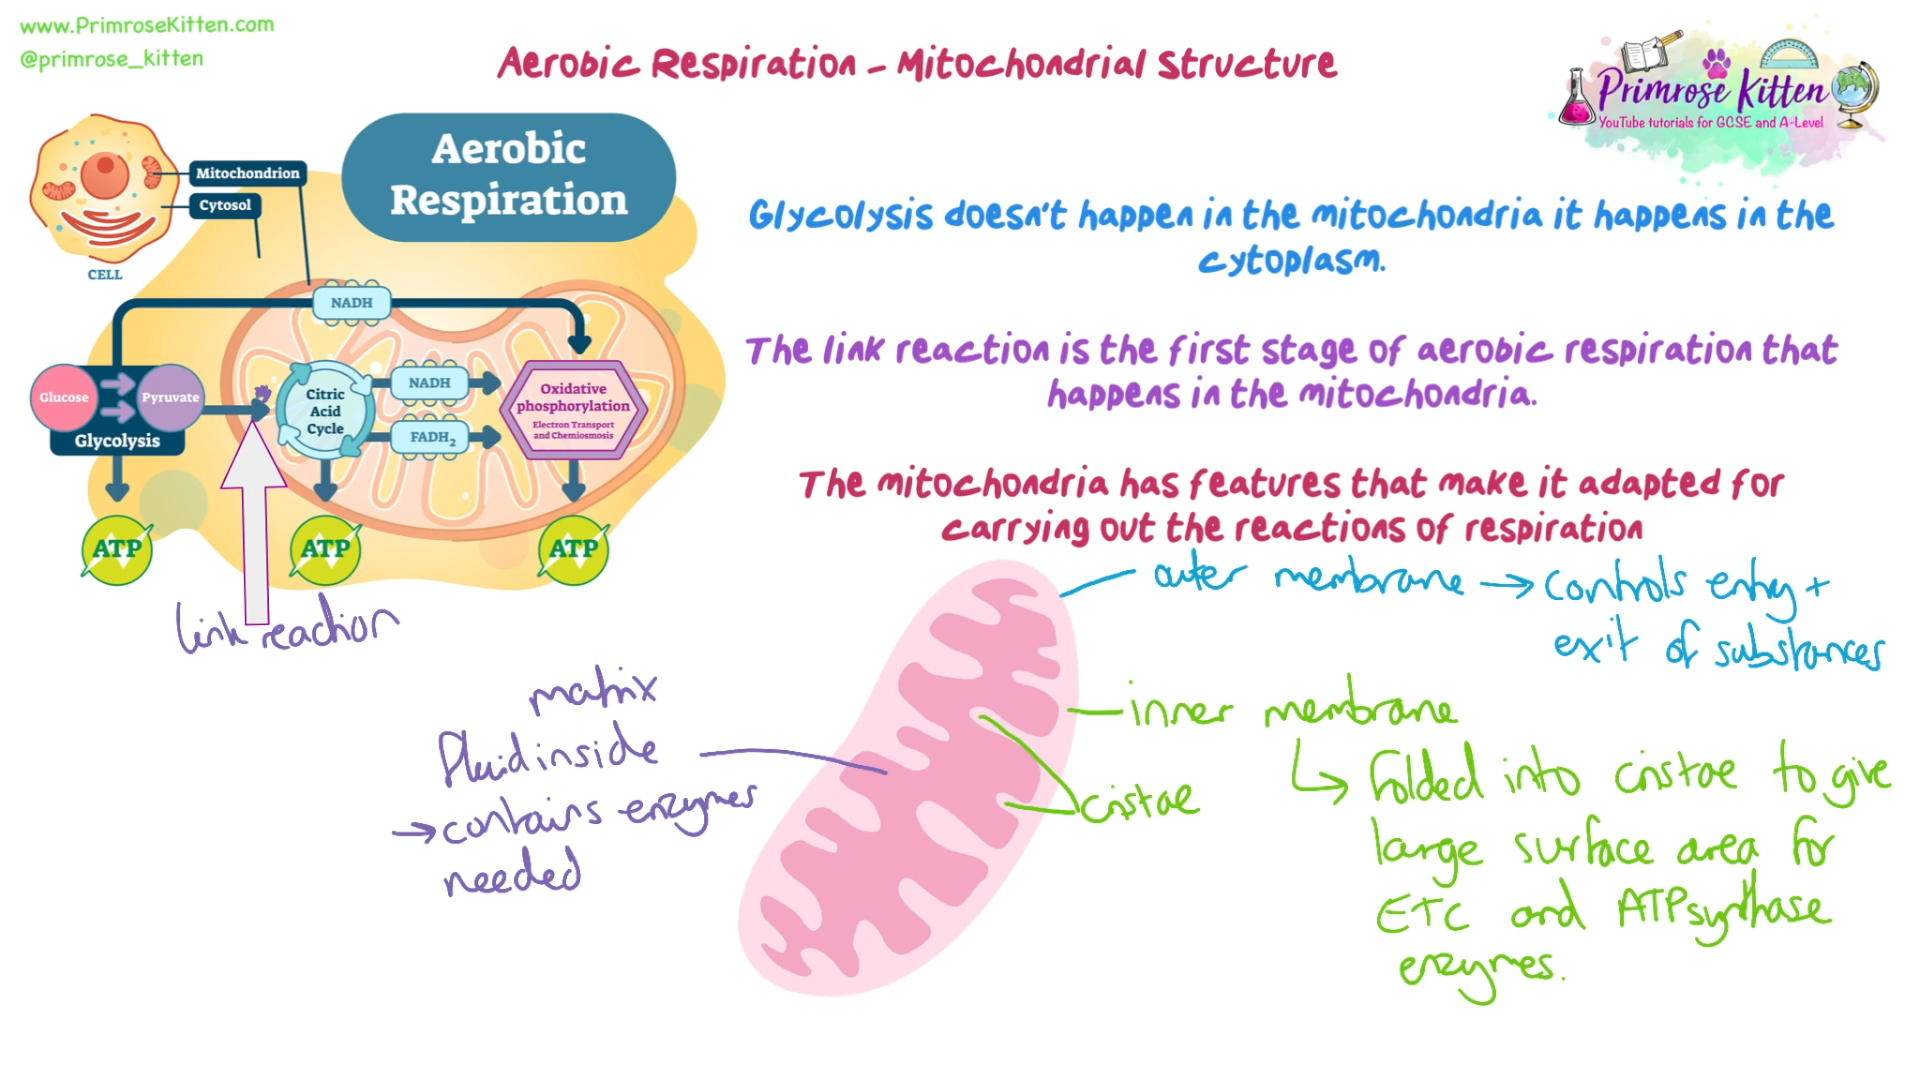 www.PrimroseKitten.com
@primrose_kitten
Aerobic Respiration - Mitochondrial Structure
Primrose Kitten
YouTube tutorials for GCSE and A-Level
Aerobic
Respiration
Mitochondrion
Cytosol
CELL
NADH
Glucose
Pyruvate
Glycolysis
Citric
Acid
Cycle
NADH
FADH₂
Oxidative
phosphorylation
Electron Transport
and Chemiosmosis
ATP
ATP
ATP
link reaction
Glycolysis doesn't happen in the mitochondria it happens in the
cytoplasm.
The link reaction is the first stage of aerobic respiration that
happens in the mitochondria.
The mitochondria has features that make it adapted for
carrying out the reactions of respiration
outer membrane → controls entry +
exit of substances
inner membrane
↳ folded into cristae to give
large surface area for
ETC and ATP synthase
enzymes.
cristae
matrix
fluid inside
→ contains enzymes
needed